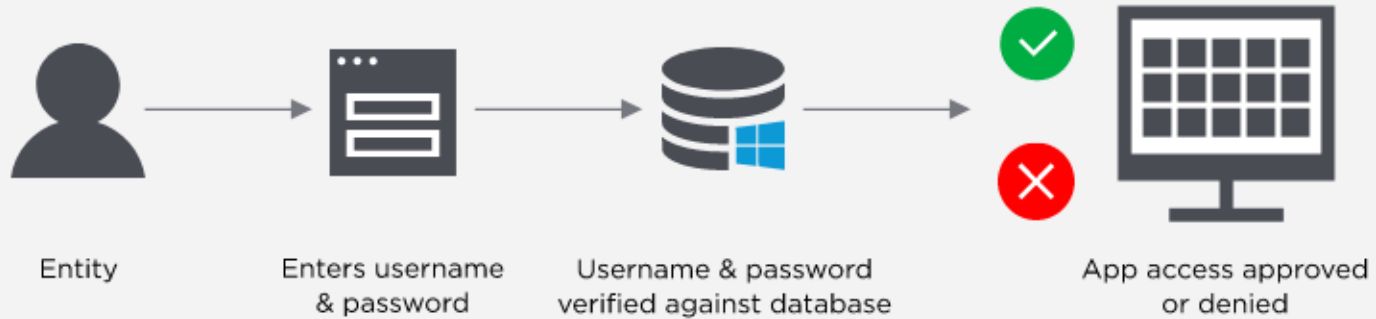 Entity
Enters username
& password
Username & password
verified against database
App access approved
or denied